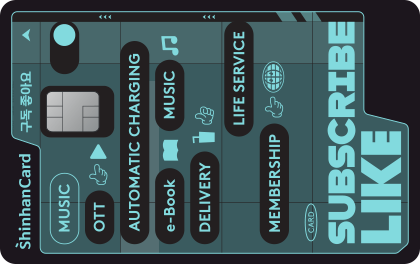 ShinhanCard 구독 좋아요
MUSIC
OTT
AUTOMATIC CHARGING
e-Book
MUSIC
DELIVERY
LIFE SERVICE
MEMBERSHIP
CARD
SUBSCRIBE
LIKE